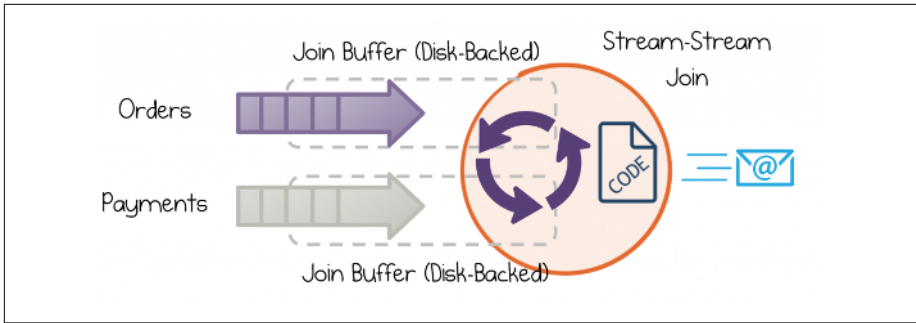 Join Buffer (Disk-Backed)
Stream-Stream
Join
Orders
CODE
@
Payments
Join Buffer (Disk-Backed)